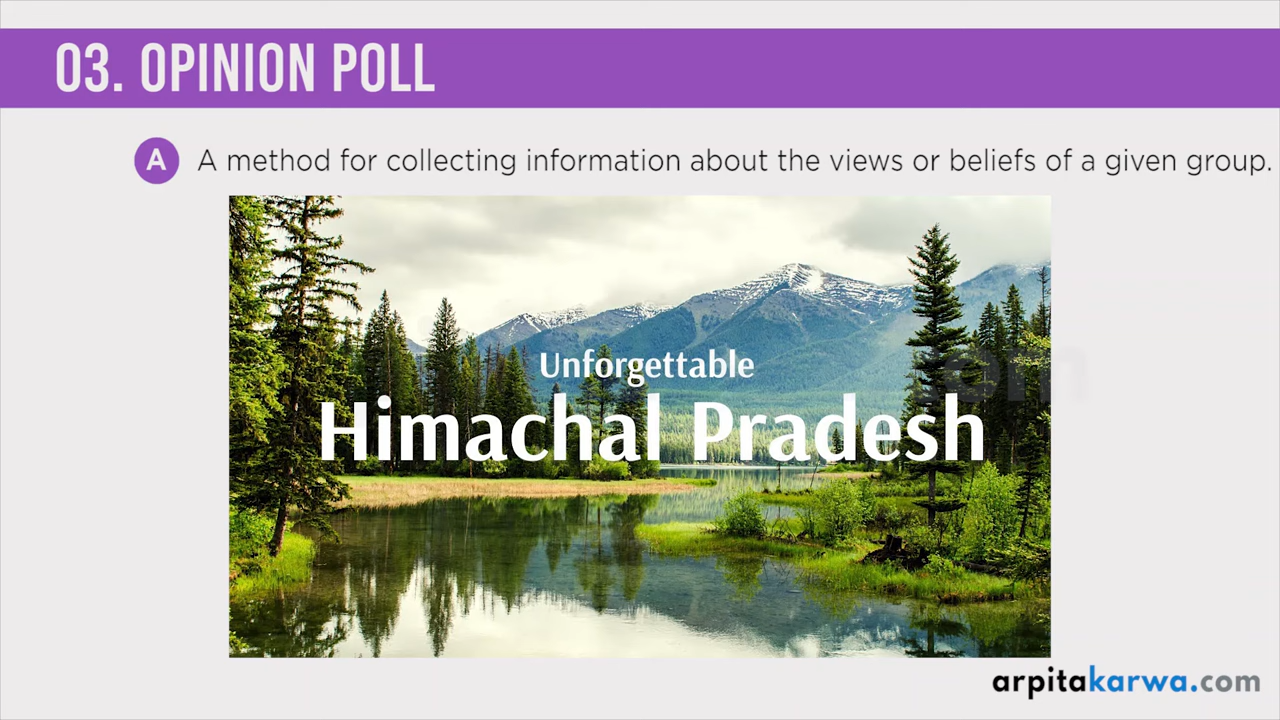 03. OPINION POLL
A A method for collecting information about the views or beliefs of a given group.
Unforgettable
Himachal Pradesh
om
arpitakarwa.com